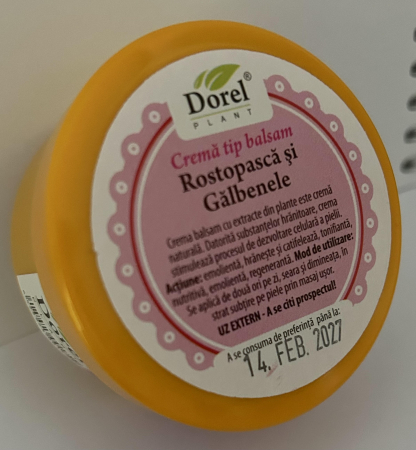 Dorel®
PLANT
Cremă tip balsam
Rostopască și
Gălbenele
Crema balsam cu extracte din plante este cremă
naturală. Datorită substanțelor hrănitoare, crema
stimulează procesul de dezvoltare celulară a pielii.
Acțiune: emolientă, hrănește și catifelează, tonifiantă,
nutritivă, emolientă, regenerantă. Mod de utilizare:
Se aplică de două ori pe zi, seara și dimineața, în
strat subțire pe piele prin masaj ușor.
UZ EXTERN - A se citi prospectul!
A se consuma de preferință până la:
14. FEB. 2027